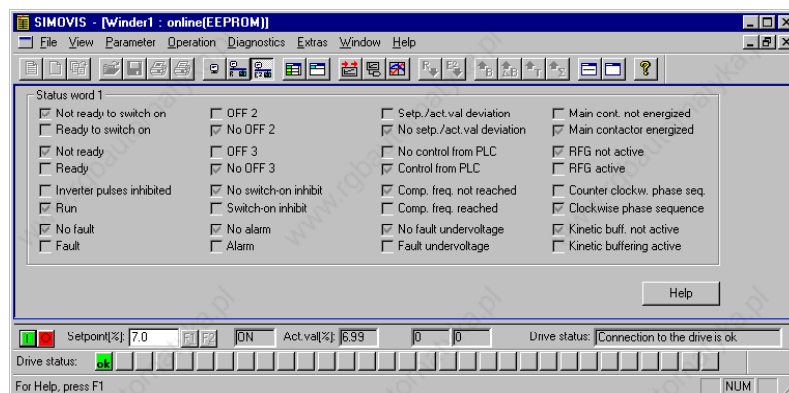 SIMOVIS - [Winder1 : online(EEPROM)]
File View Parameter Operation Diagnostics Extras Window Help
Status word 1
Not ready to switch on OFF 2 Setp./act.val deviation Main cont. not energized
Ready to switch on No OFF 2 No setp./act.val deviation Main contactor energized
Not ready OFF 3 No control from PLC RFG not active
Ready No OFF 3 Control from PLC RFG active
Inverter pulses inhibited No switch-on inhibit Comp. freq. not reached Counter clockw. phase seq.
Run Switch-on inhibit Comp. freq. reached Clockwise phase sequence
No fault No alarm No fault undervoltage Kinetic buff. not active
Fault Alarm Fault undervoltage Kinetic buffering active
Help
I O Setpoint[%]: 7.0 F1 F2 ON Act.val[%]: 6.99 0 0 Drive status: Connection to the drive is ok
Drive status: ok
For Help, press F1 NUM
www.rgbautomatyka.pl